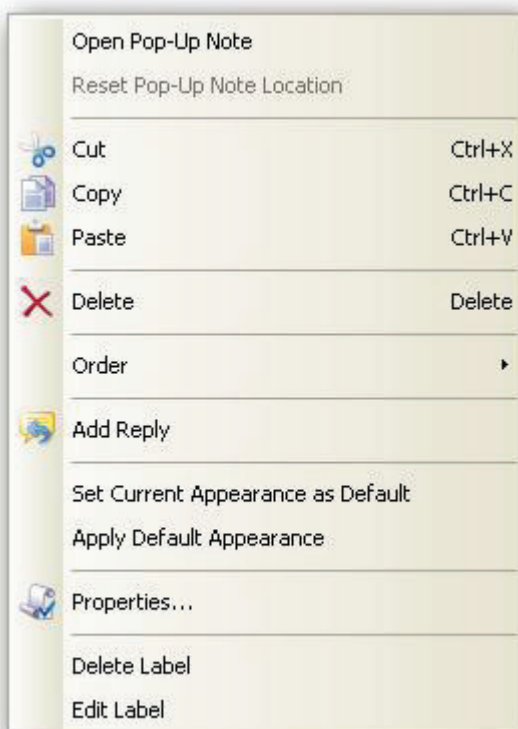 Open Pop-Up Note
Reset Pop-Up Note Location
Cut Ctrl+X
Copy Ctrl+C
Paste Ctrl+V
Delete Delete
Order
Add Reply
Set Current Appearance as Default
Apply Default Appearance
Properties...
Delete Label
Edit Label